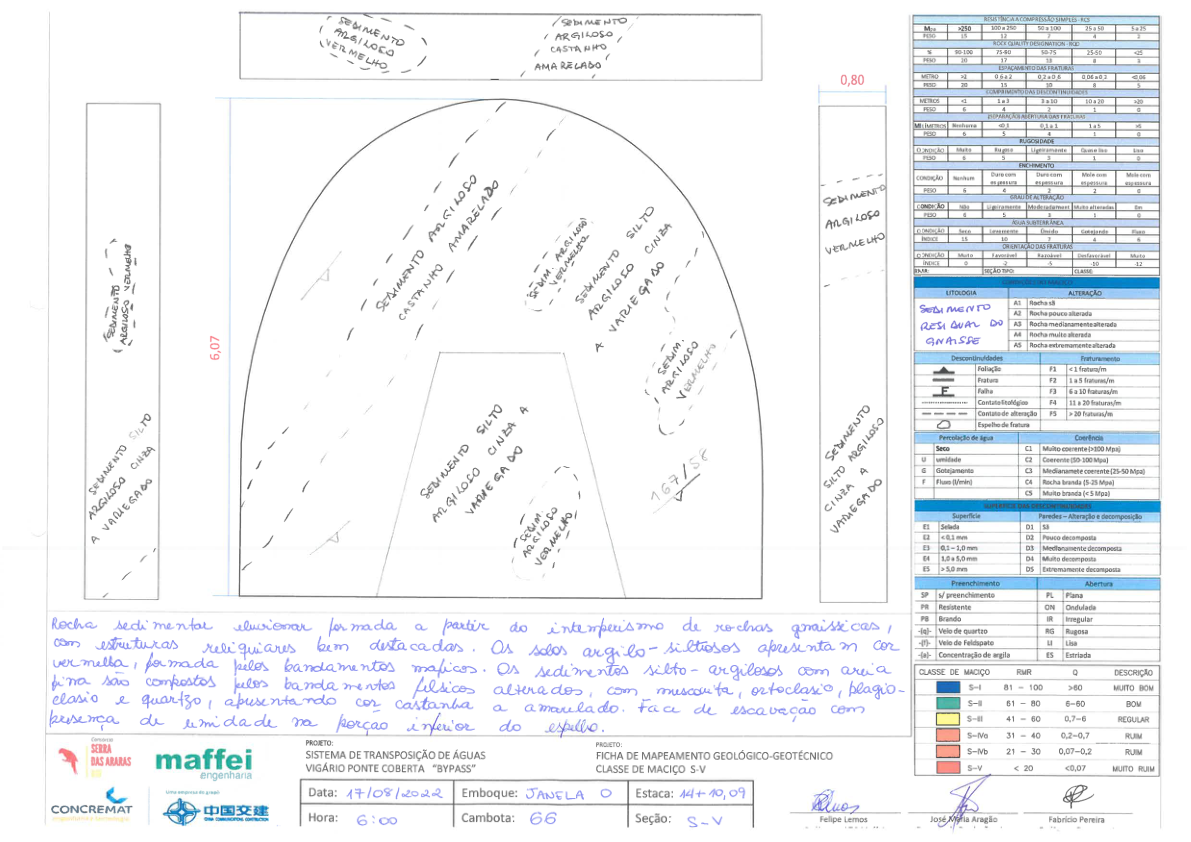 SEDIMENTO
ARGILOSO
VERMELHO
SEDIMENTO
ARGILOSO
CASTANHO
AMARELADO
0,80
6,07
SEDIMENTO
ARGILOSO VERMELHO
SEDIMENTO SILTO
ARGILOSO CINZA
A VARIEGADO
SEDIMENTO ARGILOSO
CASTANHO AMARELADO
SEDIM. ARGILOSO
VERMELHO
SEDIMENTO SILTO
ARGILOSO CINZA
A VARIEGADO
SEDIM.
ARGILOSO
VERMELHO
SEDIMENTO SILTO
ARGILOSO CINZA A
VARIEGADO
SEDIM.
ARGILOSO
VERMELHO
167/58
SEDIMENTO
ARGILOSO
VERMELHO
SEDIMENTO
SILTO ARGILOSO
CINZA A
VARIEGADO
Rocha sedimentar eluvionar formada a partir do intemperismo de rochas gnaissicas,
com estruturas reliquiares bem destacadas. Os solos argilo-siltosos apresentam cor
vermelha, formada pelos bandamentos maficos. Os sedimentos silto-argilosos com areia
fina são compostos pelos bandamentos felsicos alterados, com muscovita, ortoclasio, plagio-
clasio e quartzo, apresentando cor castanha a amarelado. Face de escavação com
presença de umidade na porção inferior do espelho.
RESISTÊNCIA A COMPRESSÃO SIMPLES - RCS
MPa >250 100 a 250 50 a 100 25 a 50 5 a 25
PESO 15 12 7 4 2
ROCK QUALITY DESIGNATION - RQD
% 90-100 75-90 50-75 25-50 <25
PESO 20 17 13 8 3
ESPAÇAMENTO DAS FRATURAS
METRO >2 0,6 a 2 0,2 a 0,6 0,06 a 0,2 <0,06
PESO 20 15 10 8 5
COMPRIMENTO DAS DESCONTINUIDADES
METROS <1 1 a 3 3 a 10 10 a 20 >20
PESO 6 4 2 1 0
SEPARAÇÃO ABERTURA DAS FRATURAS
MILÍMETROS Nenhuma <0,1 0,1 a 1 1 a 5 >5
PESO 6 5 4 1 0
RUGOSIDADE
CONDIÇÃO Muito Rugoso Ligeiramente Quase liso Liso
PESO 6 5 3 1 0
ENCHIMENTO
CONDIÇÃO Nenhum Duro com espessura Duro com espessura Mole com espessura Mole com espessura
PESO 6 4 2 2 0
GRAU DE ALTERAÇÃO
CONDIÇÃO Não Ligeiramente Moderadament Muito alteradas Em
PESO 6 5 3 1 0
ÁGUA SUBTERRÂNEA
CONDIÇÃO Seco Levemente Úmido Gotejando Fluxo
ÍNDICE 15 10 7 4 0
ORIENTAÇÃO DAS FRATURAS
CONDIÇÃO Muito Favorável Razoável Desfavorável Muito
ÍNDICE 0 -2 -5 -10 -12
RMR: SEÇÃO TIPO: CLASSE:
LITOLOGIA ALTERAÇÃO
SEDIMENTO
RESIDUAL DO
GNAISSE
A1 Rocha sã
A2 Rocha pouco alterada
A3 Rocha medianamente alterada
A4 Rocha muito alterada
A5 Rocha extremamente alterada
Descontinuidades Fraturamento
Foliação F1 < 1 fratura/m
Fratura F2 1 a 5 fraturas/m
F Falha F3 6 a 10 fraturas/m
Contato litológico F4 11 a 20 fraturas/m
Contato de alteração F5 > 20 fraturas/m
Espelho de fratura
Percolação de água Coerência
Seco C1 Muito coerente (>100 Mpa)
U umidade C2 Coerente (50-100 Mpa)
G Gotejamento C3 Medianamete coerente (25-50 Mpa)
F Fluxo (l/min) C4 Rocha branda (5-25 Mpa)
C5 Muito branda (< 5 Mpa)
SUPERFÍCIE DAS DESCONTINUIDADES
Superfície Paredes – Alteração e decomposição
E1 Selada D1 Sã
E2 < 0,1 mm D2 Pouco decomposta
E3 0,1 – 1,0 mm D3 Medianamente decomposta
E4 1,0 a 5,0 mm D4 Muito decomposta
E5 > 5,0 mm D5 Extremamente decomposta
Preenchimento Abertura
SP s/ preenchimento PL Plana
PR Resistente ON Ondulada
PB Brando IR Irregular
-(q)- Veio de quartzo RG Rugosa
-(f)- Veio de Feldspato LI Lisa
-(a)- Concentração de argila ES Estriada
CLASSE DE MACIÇO RMR Q DESCRIÇÃO
S-I 81 – 100 >60 MUITO BOM
S-II 61 – 80 6-60 BOM
S-III 41 – 60 0,7-6 REGULAR
S-IVa 31 – 40 0,2-0,7 RUIM
S-IVb 21 – 30 0,07-0,2 RUIM
S-V < 20 <0,07 MUITO RUIM
SERRA
DAS ARARAS
maffei
engenharia
CONCREMAT
engenharia e tecnologia
Uma empresa do grupo
中国交建
CHINA COMMUNICATIONS CONSTRUCTION
PROJETO:
SISTEMA DE TRANSPOSIÇÃO DE ÁGUAS
VIGÁRIO PONTE COBERTA "BYPASS"
PROJETO:
FICHA DE MAPEAMENTO GEOLÓGICO-GEOTÉCNICO
CLASSE DE MACIÇO S-V
Data: 17/08/2022 Emboque: JANELA O Estaca: 14+10,09
Hora: 6:00 Cambota: 66 Seção: S-V
Felipe Lemos José Maria Aragão Fabrício Pereira